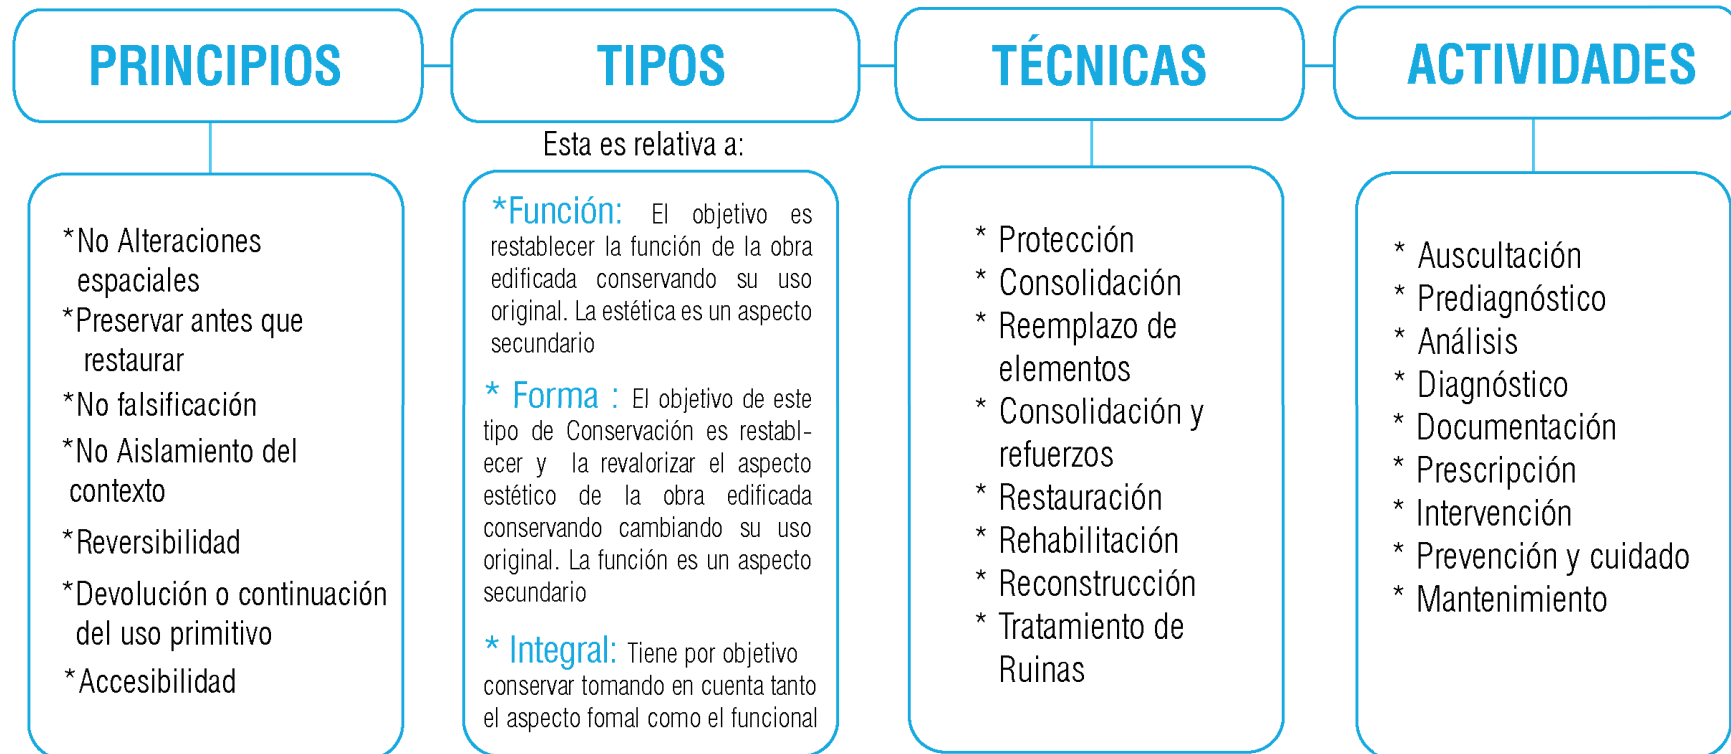 PRINCIPIOS
*No Alteraciones
espaciales
*Preservar antes que
restaurar
*No falsificación
*No Aislamiento del
contexto
*Reversibilidad
*Devolución o continuación
del uso primitivo
*Accesibilidad
TIPOS
Esta es relativa a:
*Función: El objetivo es
restablecer la función de la obra
edificada conservando su uso
original. La estética es un aspecto
secundario
* Forma : El objetivo de este
tipo de Conservación es restabl-
ecer y la revalorizar el aspecto
estético de la obra edificada
conservando cambiando su uso
original. La función es un aspecto
secundario
* Integral: Tiene por objetivo
conservar tomando en cuenta tanto
el aspecto fomal como el funcional
TÉCNICAS
* Protección
* Consolidación
* Reemplazo de
elementos
* Consolidación y
refuerzos
* Restauración
* Rehabilitación
* Reconstrucción
* Tratamiento de
Ruinas
ACTIVIDADES
* Auscultación
* Prediagnóstico
* Análisis
* Diagnóstico
* Documentación
* Prescripción
* Intervención
* Prevención y cuidado
* Mantenimiento